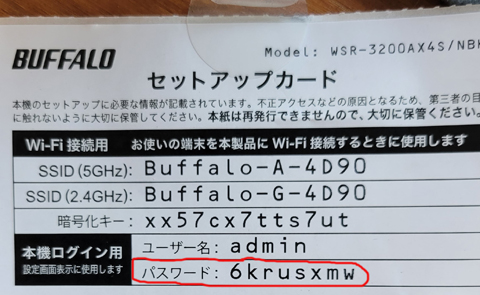 BUFFALO
Model: WSR-3200AX4S/NBK
セットアップカード
本機のセットアップに必要な情報が記載されています。不正アクセスなどの原因となるため、第三者の目
に触れないように大切に保管してください。本紙は再発行できませんので、大切に保管ください。
Wi-Fi 接続用 お使いの端末を本製品に Wi-Fi 接続するときに使用します
SSID (5GHz): Buffalo-A-4D90
SSID (2.4GHz): Buffalo-G-4D90
暗号化キー: xx57cx7tts7ut
本機ログイン用
設定画面表示に使用します
ユーザー名: admin
パスワード: 6krusxmw